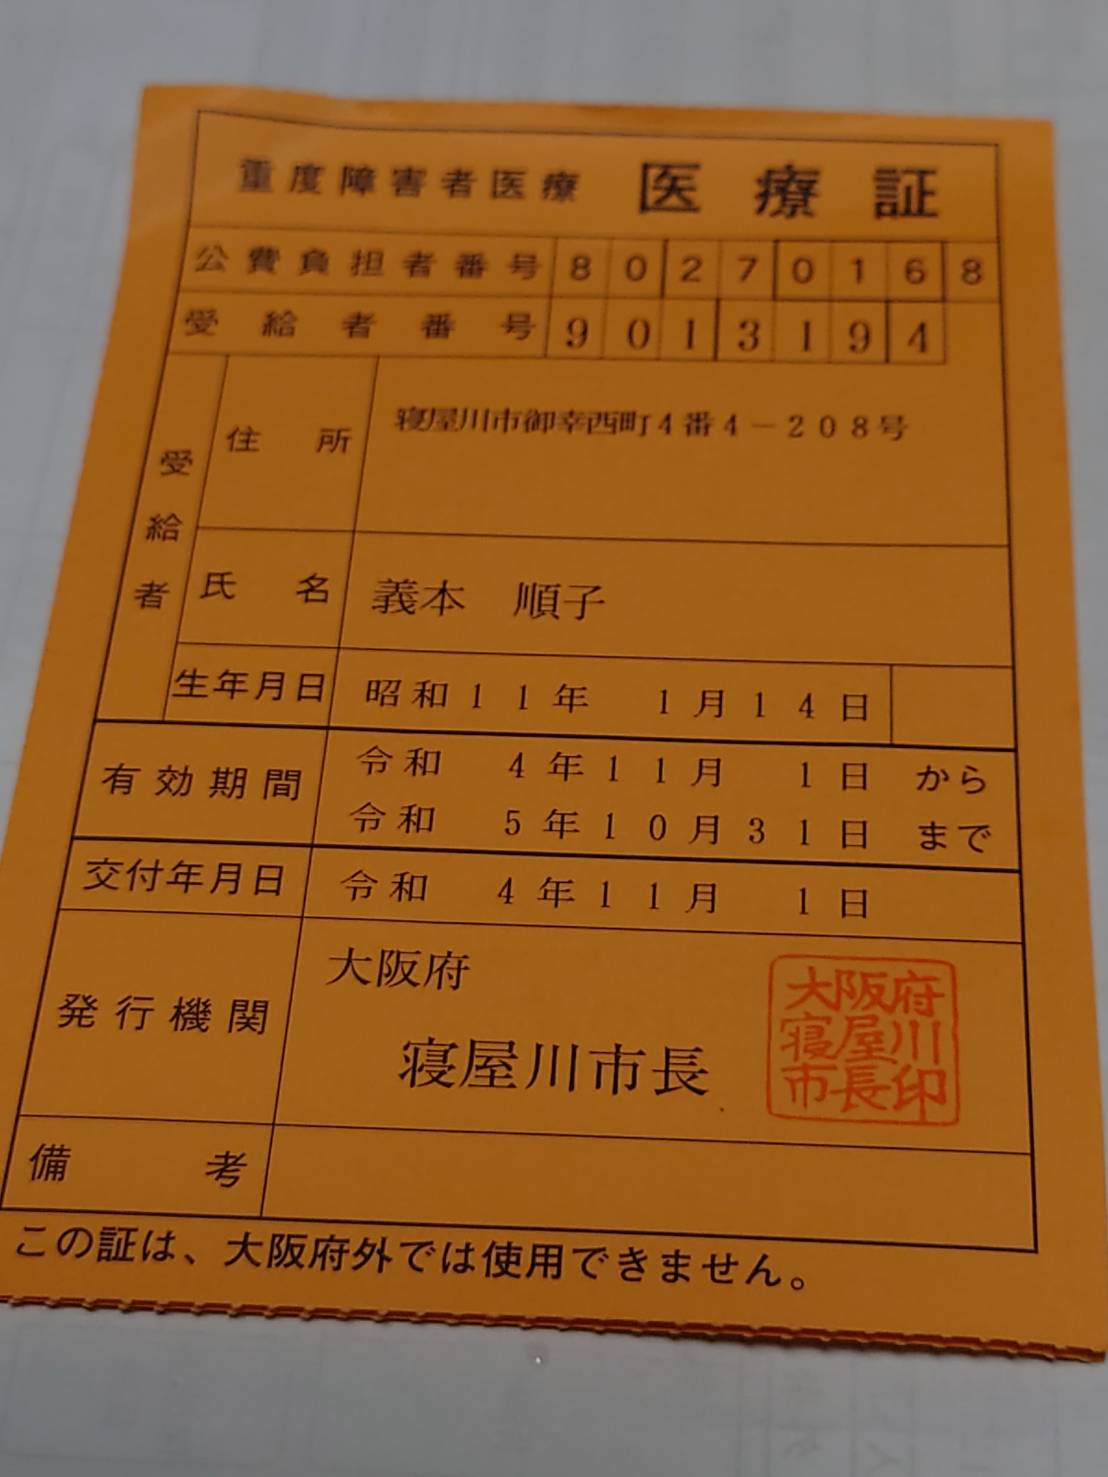 重度障害者医療 医療証
公費負担者番号 80270168
受給者番号 9013194
受給者
住所 寝屋川市御幸西町4番4－208号
氏名 義本 順子
生年月日 昭和11年 1月14日
有効期間 令和 4年11月 1日 から
令和 5年10月31日 まで
交付年月日 令和 4年11月 1日
発行機関 大阪府
寝屋川市長
大阪府
寝屋川
市長印
備考
この証は、大阪府外では使用できません。